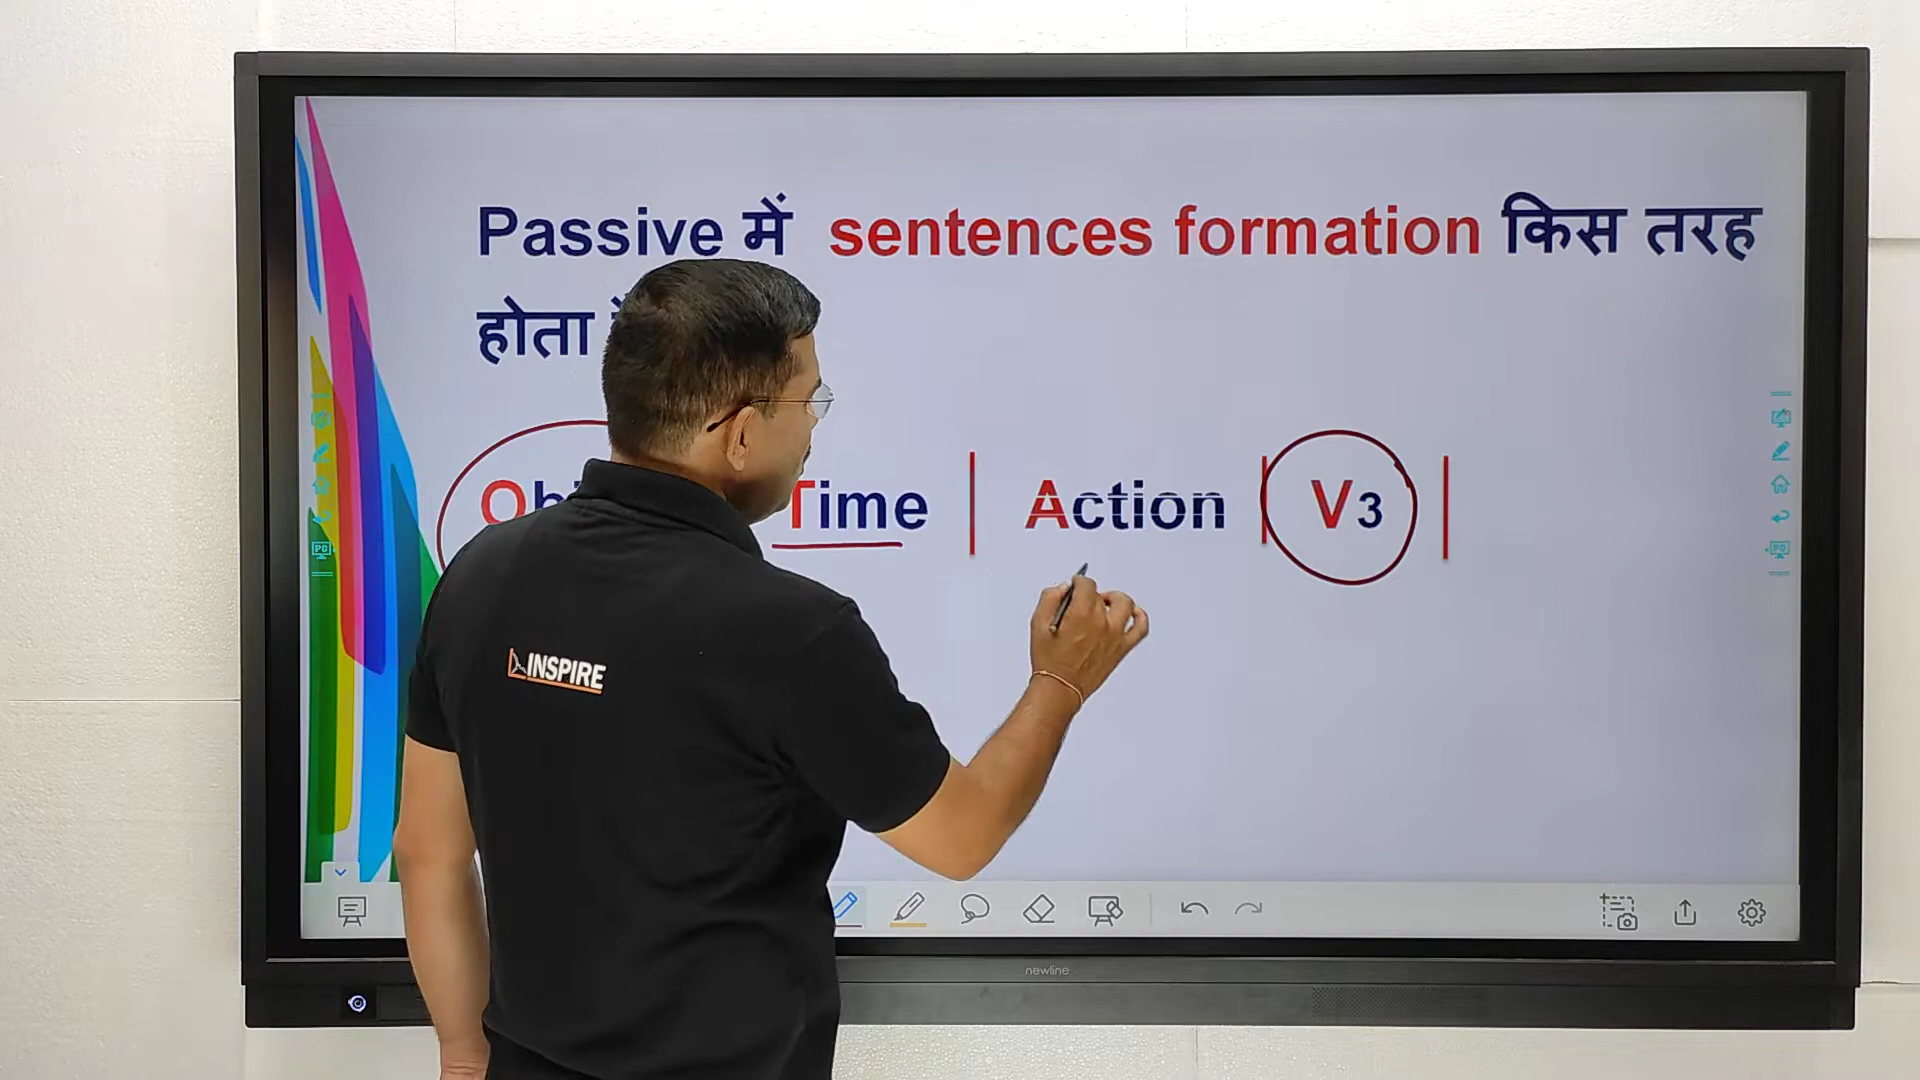 Passive में sentences formation किस तरह
होता
Time Action V3
INSPIRE
newline